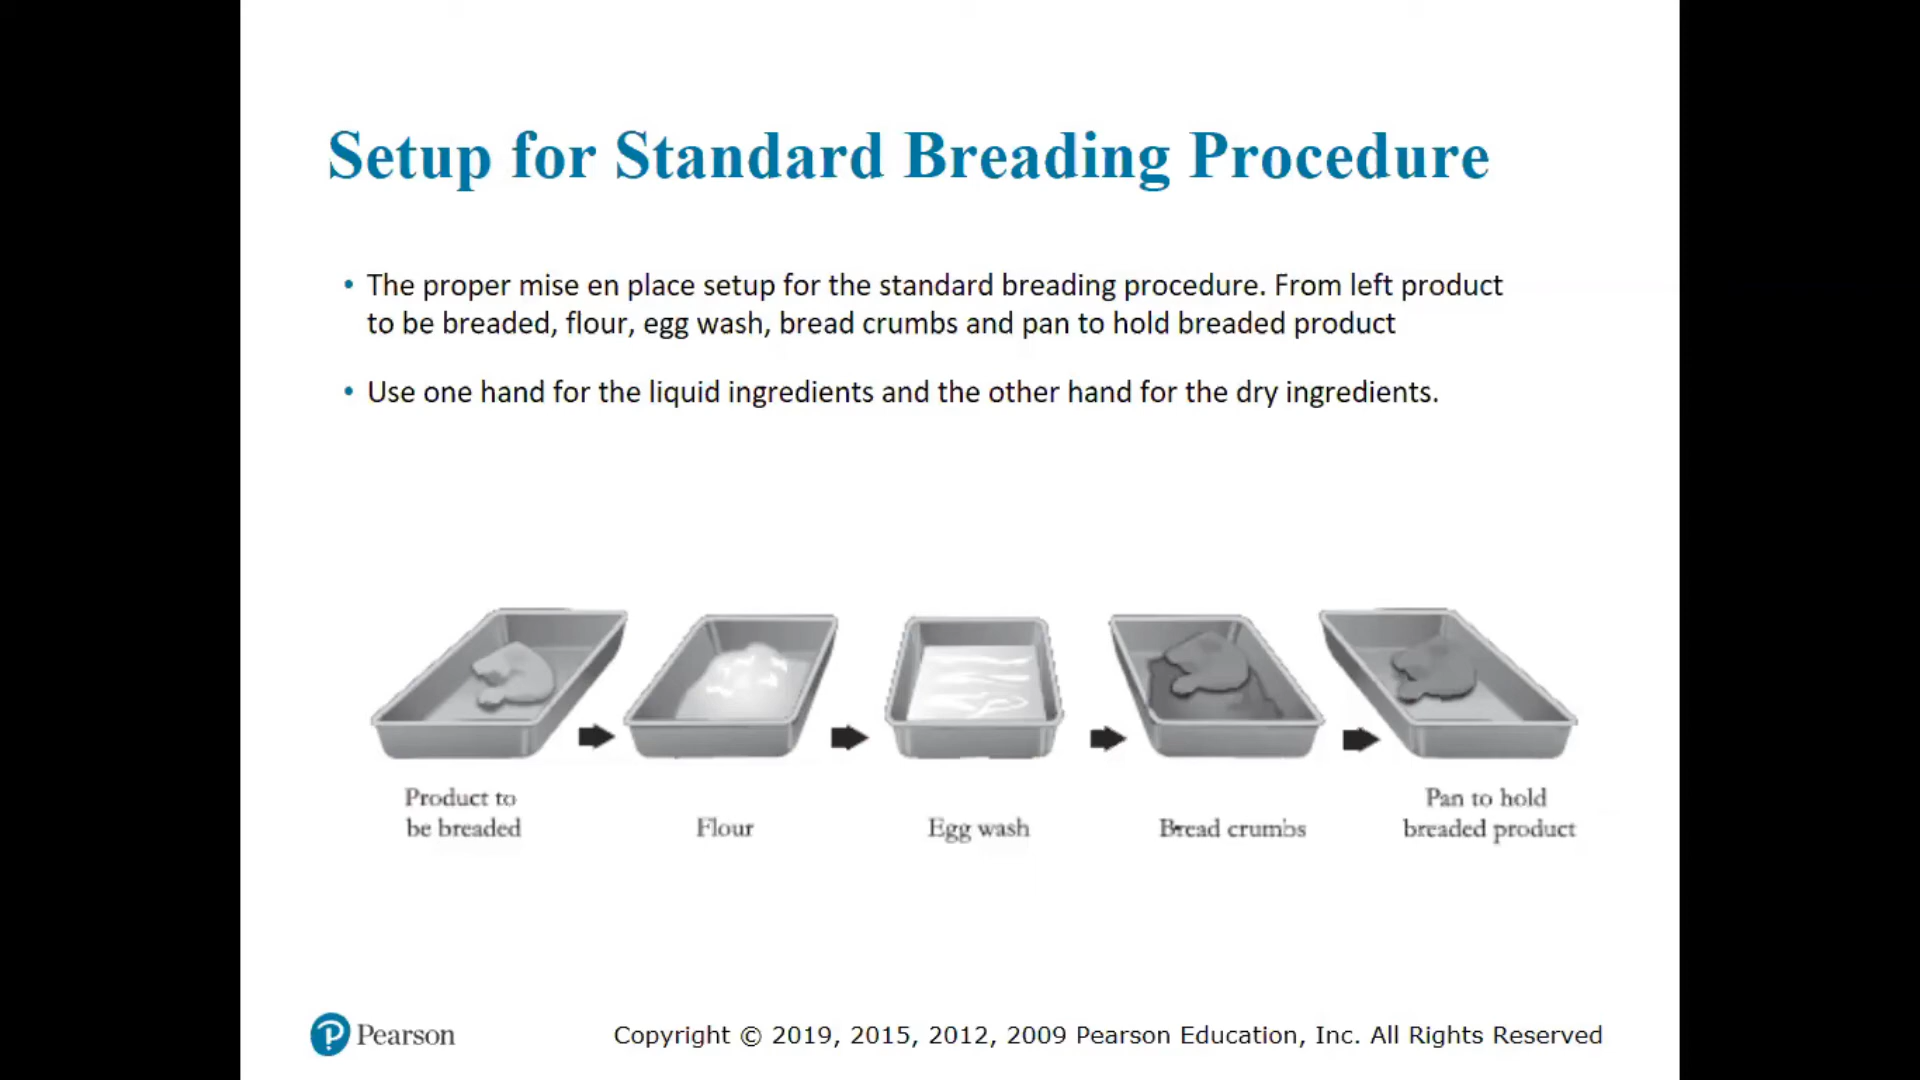 Setup for Standard Breading Procedure
• The proper mise en place setup for the standard breading procedure. From left product
to be breaded, flour, egg wash, bread crumbs and pan to hold breaded product
• Use one hand for the liquid ingredients and the other hand for the dry ingredients.
Product to
be breaded
Flour
Egg wash
Bread crumbs
Pan to hold
breaded product
Pearson
Copyright © 2019, 2015, 2012, 2009 Pearson Education, Inc. All Rights Reserved